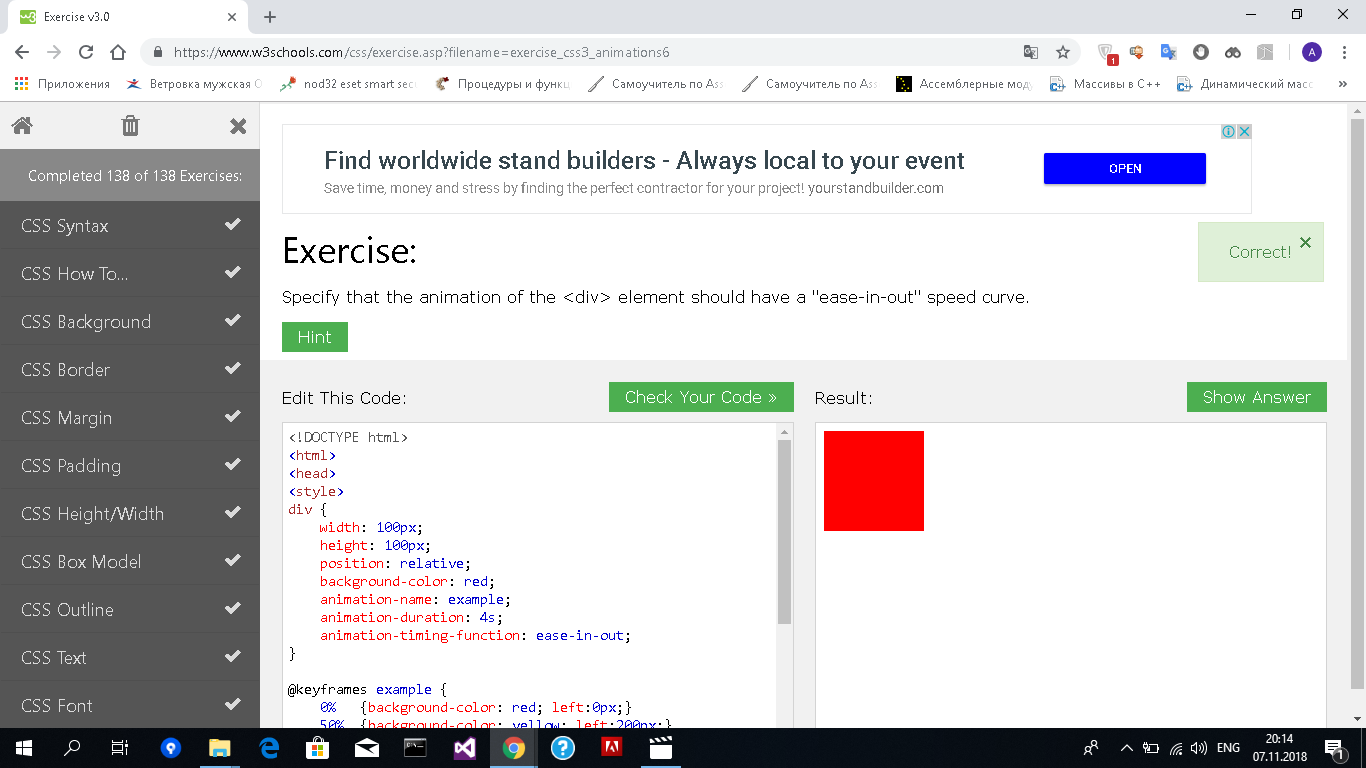 Exercise v3.0
https://www.w3schools.com/css/exercise.asp?filename=exercise_css3_animations6
1
A
Приложения
Ветровка мужская О
nod32 eset smart sec
Процедуры и функц
Самоучитель по Ass
Самоучитель по Ass
Ассемблерные моду
Массивы в C++
Динамический масс
»
Completed 138 of 138 Exercises:
CSS Syntax
CSS How To...
CSS Background
CSS Border
CSS Margin
CSS Padding
CSS Height/Width
CSS Box Model
CSS Outline
CSS Text
CSS Font
Find worldwide stand builders - Always local to your event
Save time, money and stress by finding the perfect contractor for your project! yourstandbuilder.com
OPEN
Exercise:
Correct!
Specify that the animation of the <div> element should have a "ease-in-out" speed curve.
Hint
Edit This Code:
Check Your Code »
Result:
Show Answer
<!DOCTYPE html>
<html>
<head>
<style>
div {
    width: 100px;
    height: 100px;
    position: relative;
    background-color: red;
    animation-name: example;
    animation-duration: 4s;
    animation-timing-function: ease-in-out;
}
@keyframes example {
    0%   {background-color: red; left:0px;}
    50%  {background-color: yellow; left:200px;}
ENG
20:14
07.11.2018
1